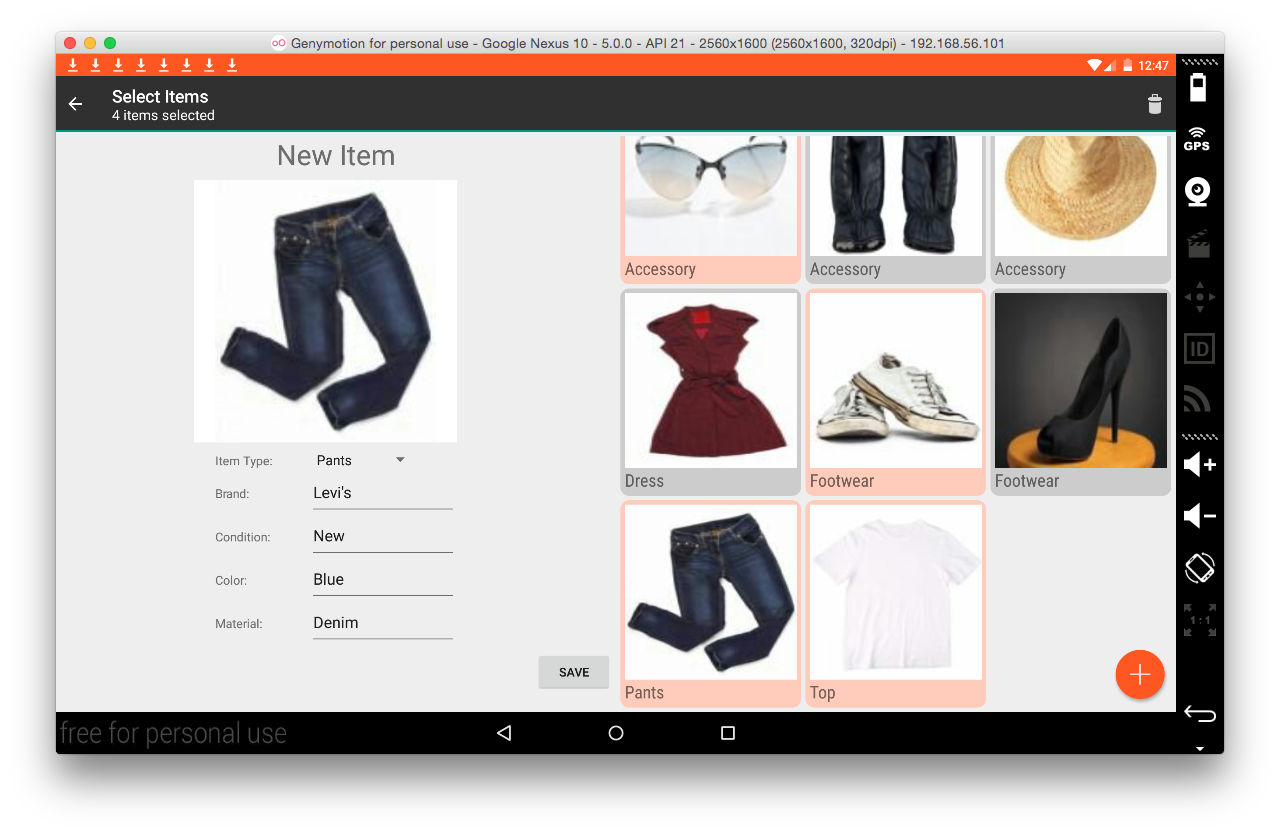 Genymotion for personal use - Google Nexus 10 - 5.0.0 - API 21 - 2560x1600 (2560x1600, 320dpi) - 192.168.56.101
12:47
Select Items
4 items selected
New Item
Item Type: Pants
Brand: Levi's
Condition: New
Color: Blue
Material: Denim
SAVE
Accessory
Accessory
Accessory
Dress
Footwear
Footwear
Pants
Top
free for personal use
GPS
ID
1:1